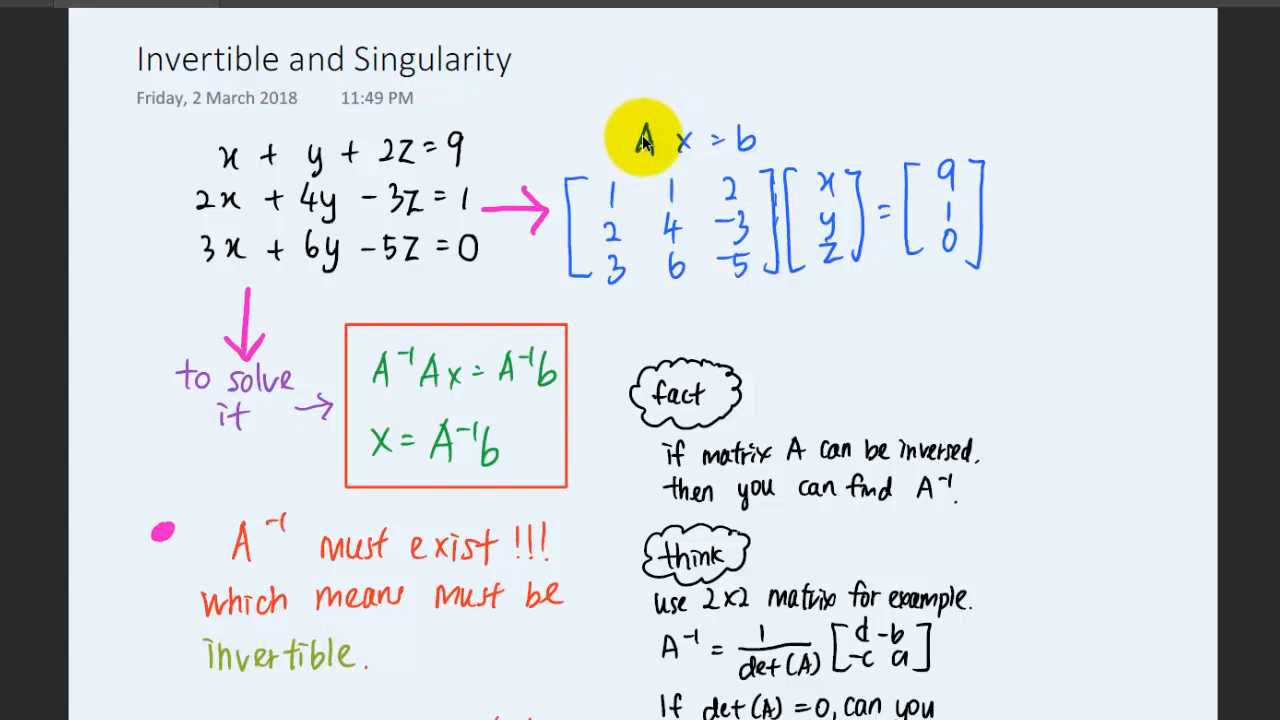 Invertible and Singularity
Friday, 2 March 2018 11:49 PM
x + y + 2z = 9
2x + 4y - 3z = 1
3x + 6y - 5z = 0
A x = b
[1 1 2] [x] = [9]
[2 4 -3] [y] [1]
[3 6 -5] [z] [0]
to solve
it
A⁻¹Ax = A⁻¹b
x = A⁻¹b
A⁻¹ must exist !!!
which means must be
invertible.
fact
if matrix A can be inversed.
then you can find A⁻¹.
think
use 2x2 matrix for example.
A⁻¹ = 1/det(A) [d -b]
[-c a]
If det(A) = 0, can you